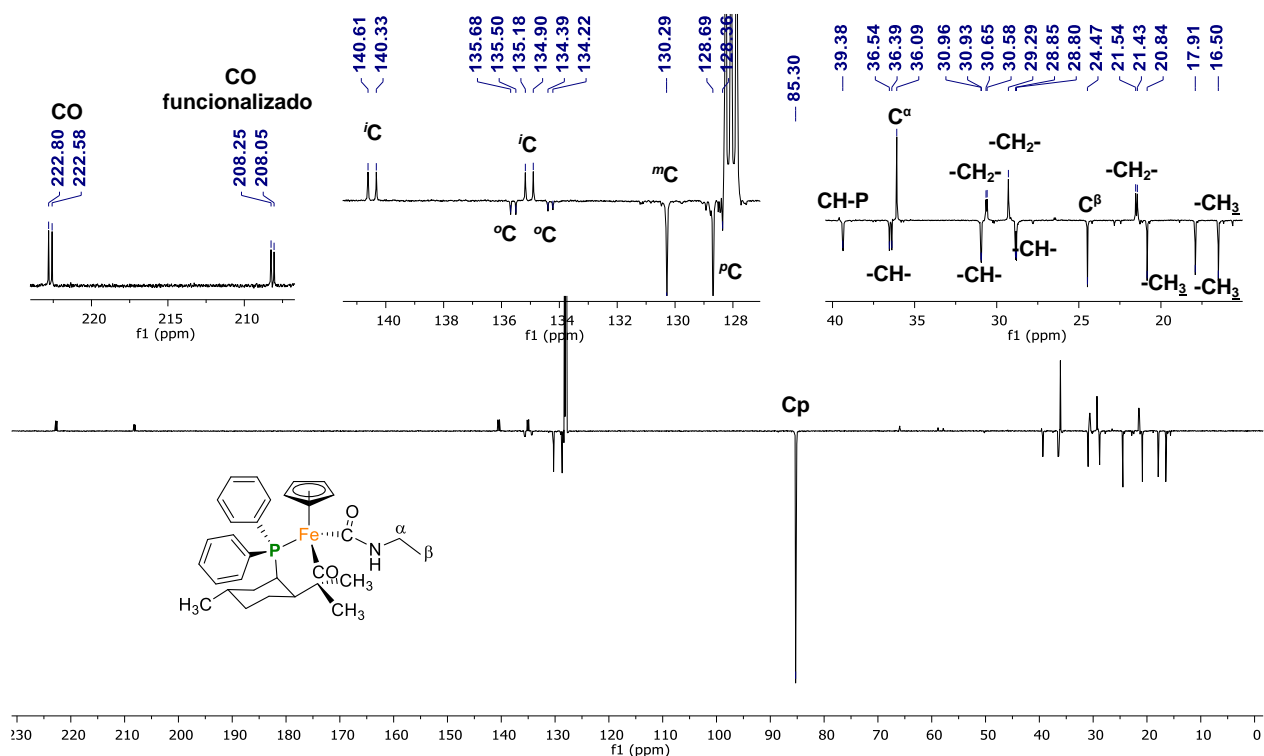 140.61
140.33
135.68
135.50
135.18
134.90
134.39
134.22
130.29
128.69
128.36
85.30
39.38
36.54
36.39
36.09
30.96
30.93
30.65
30.58
29.29
28.85
28.80
24.47
21.54
21.43
20.84
17.91
16.50
CO
222.80
222.58
CO
funcionalizado
208.25
208.05
iC
iC
oC
oC
mC
pC
CH-P
Cα
-CH-
-CH2-
-CH-
-CH2-
-CH-
Cβ
-CH2-
-CH3
-CH3
-CH3
220 215 210
f1 (ppm)
140 138 136 134 132 130 128
f1 (ppm)
40 35 30 25 20
f1 (ppm)
Cp
O
C
α
N
H
β
Fe
P
CO
CH3
CH3
H3C
230 220 210 200 190 180 170 160 150 140 130 120 110 100 90 80 70 60 50 40 30 20 10 0
f1 (ppm)